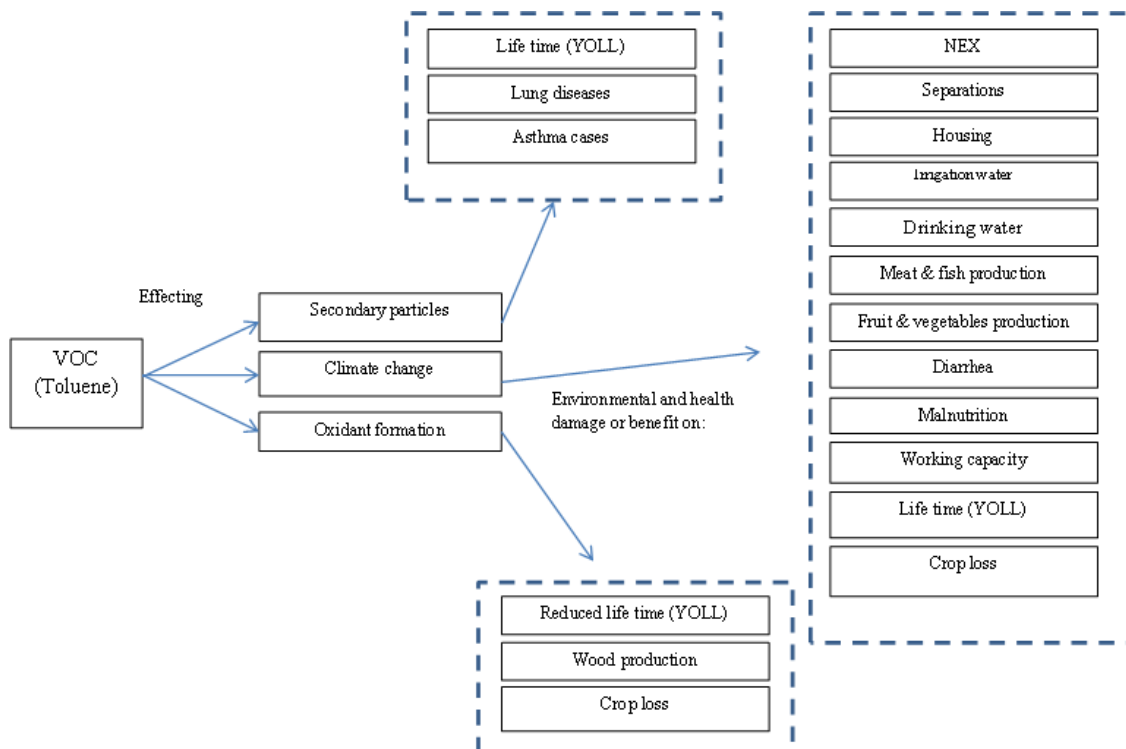 Life time (YOLL)
Lung diseases
Asthma cases
NEX
Separations
Housing
Irrigation water
Drinking water
Meat & fish production
Fruit & vegetables production
Diarrhea
Malnutrition
Working capacity
Life time (YOLL)
Crop loss
Effecting
VOC
(Toluene)
Secondary particles
Climate change
Oxidant formation
Environmental and health
damage or benefit on:
Reduced life time (YOLL)
Wood production
Crop loss